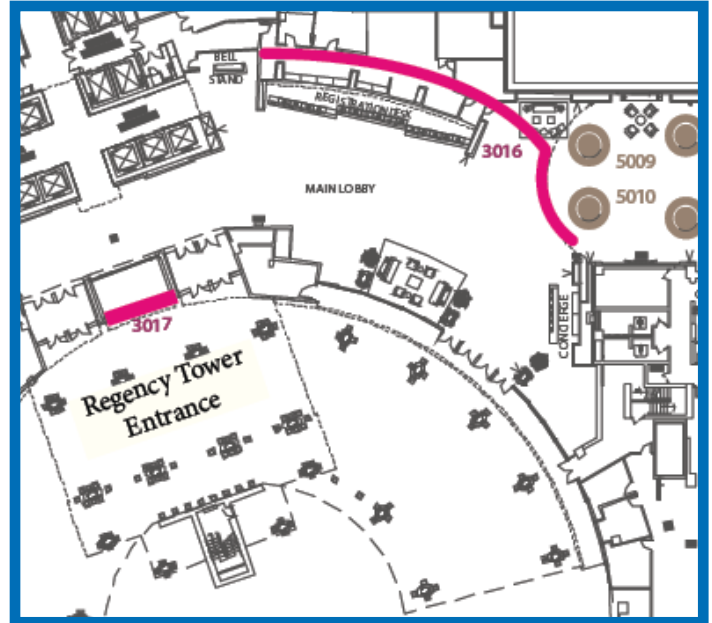 BELL
STAND
REGISTRATION DESK
3016
5009
MAIN LOBBY
5010
3017
CONCIERGE
Regency Tower
Entrance